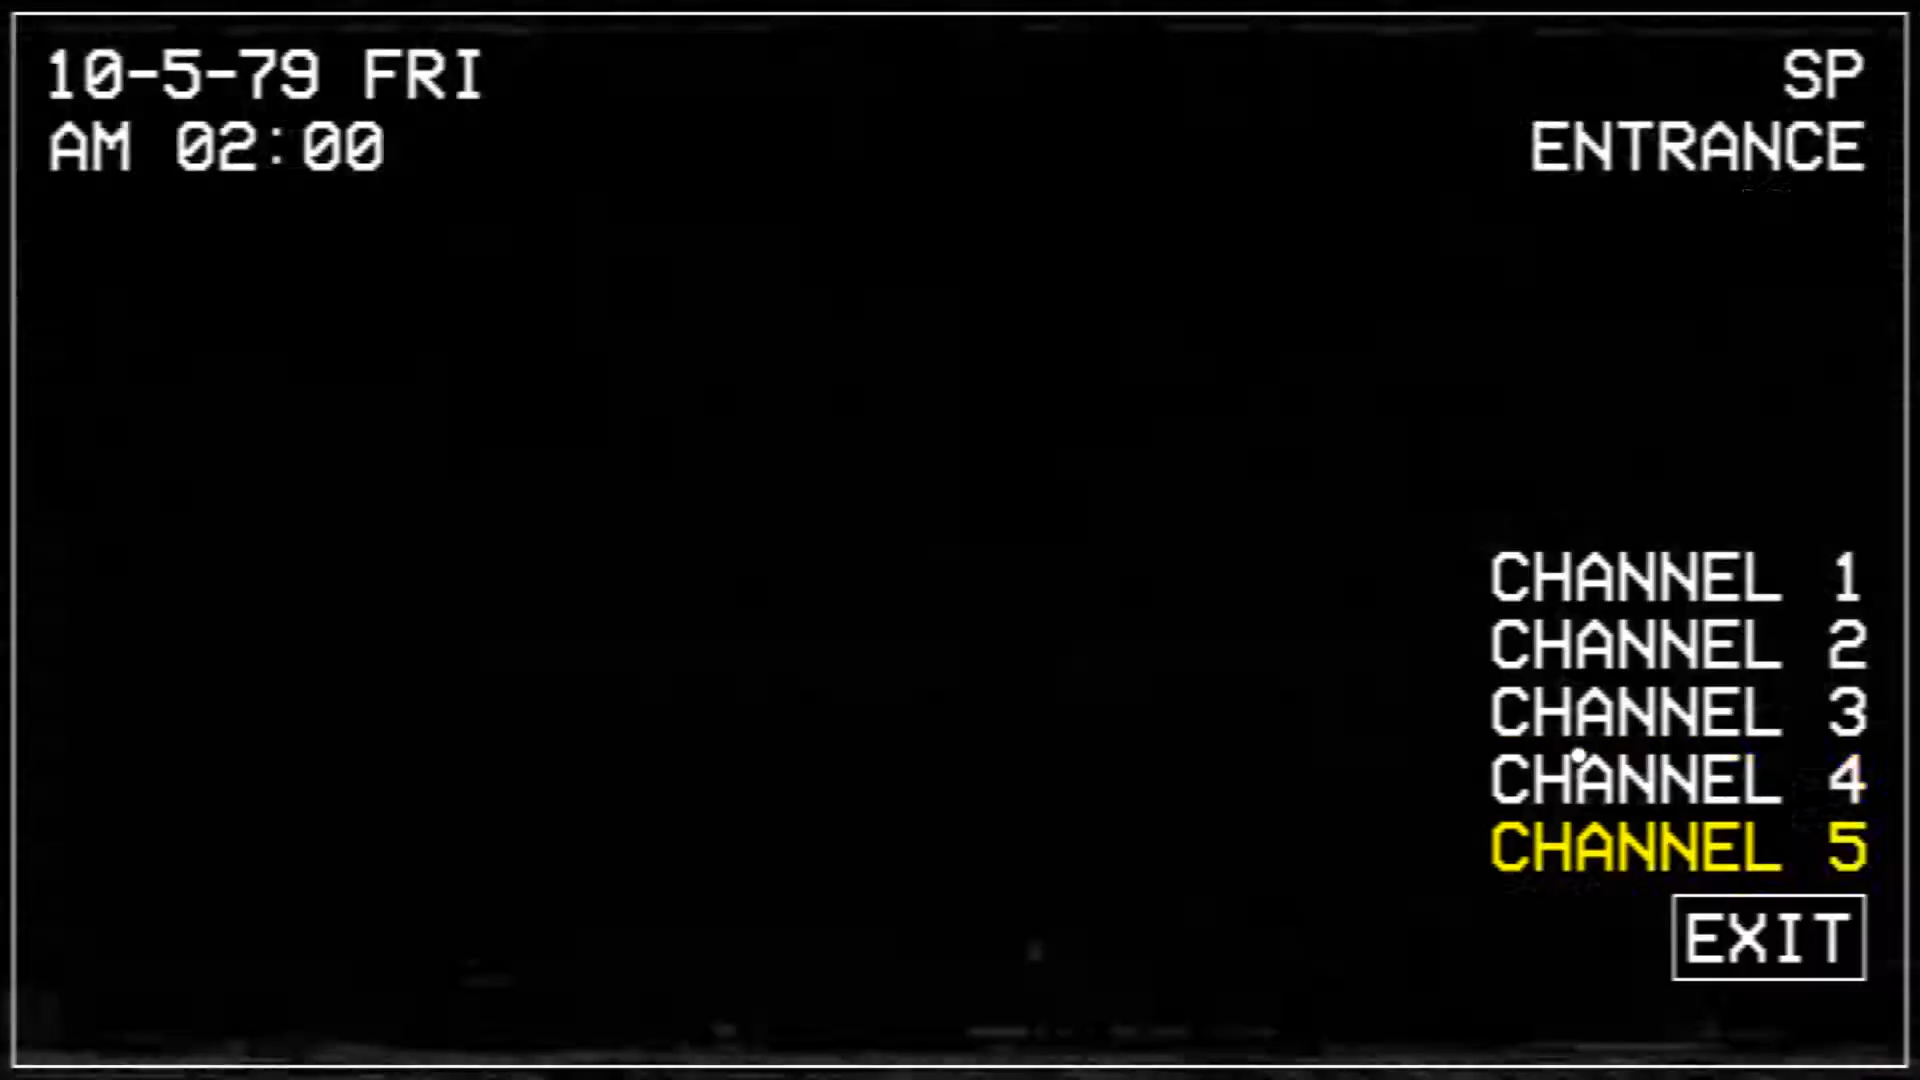 10-5-79 FRI
AM 02:00
SP
ENTRANCE
CHANNEL 1
CHANNEL 2
CHANNEL 3
CHANNEL 4
CHANNEL 5
EXIT